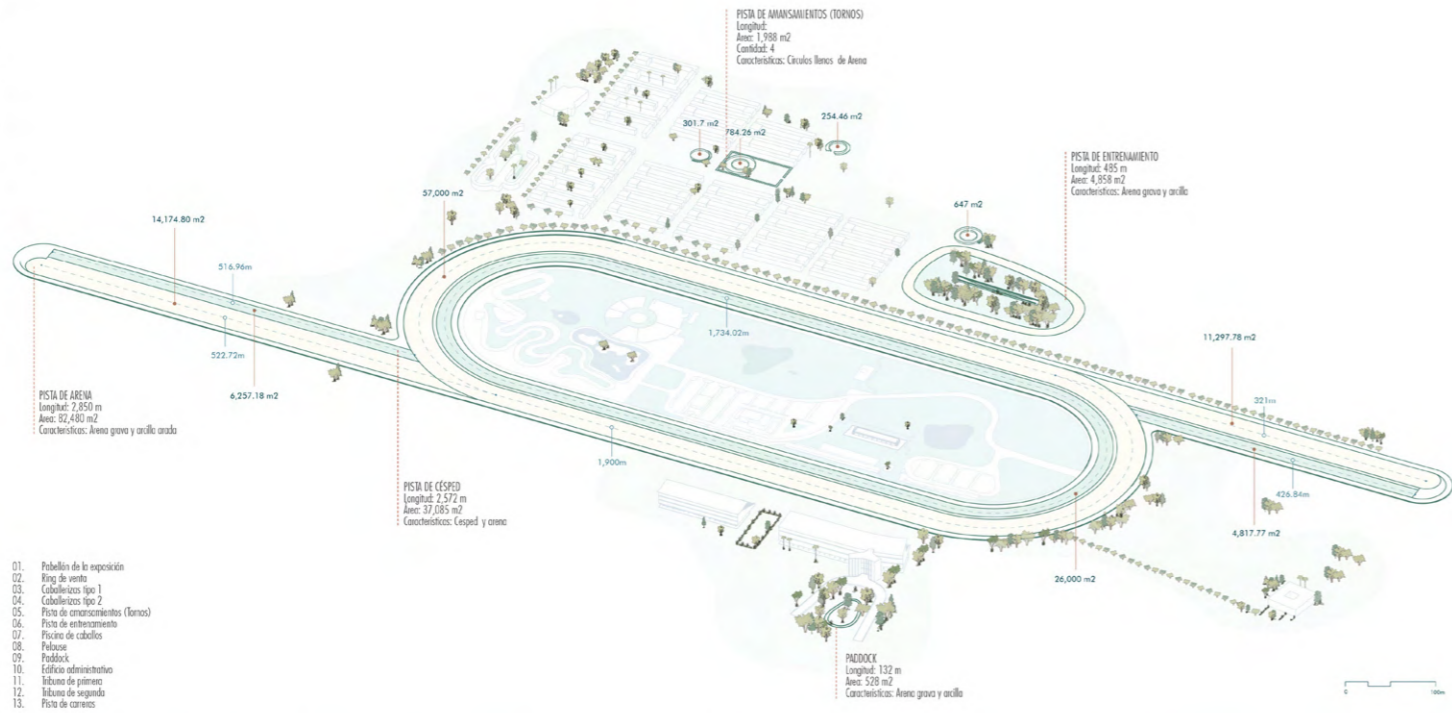 PISTA DE AMANSAMIENTOS (TORNOS)
Longitud:
Area: 1,988 m2
Cantidad: 4
Características: Círculos llenos de Arena
301.7 m2
784.26 m2
254.46 m2
PISTA DE ENTRENAMIENTO
Longitud: 485 m
Area: 4,858 m2
Características: Arena grava y arcilla
57,000 m2
647 m2
14,174.80 m2
516.96m
1,734.02m
11,297.78 m2
522.72m
6,257.18 m2
321m
PISTA DE ARENA
Longitud: 2,850 m
Area: 82,480 m2
Características: Arena grava y arcilla arada
1,900m
426.84m
PISTA DE CÉSPED
Longitud: 2,572 m
Area: 37,085 m2
Características: Cesped y arena
4,817.77 m2
26,000 m2
01. Pabellón de la exposición
02. Ring de venta
03. Caballerizas tipo 1
04. Caballerizas tipo 2
05. Pista de amansamientos (Tornos)
06. Pista de entrenamiento
07. Piscina de caballos
08. Pelouse
09. Paddock
10. Edificio administrativo
11. Tribuna de primera
12. Tribuna de segunda
13. Pista de carreras
PADDOCK
Longitud: 132 m
Area: 528 m2
Características: Arena grava y arcilla
0 100m